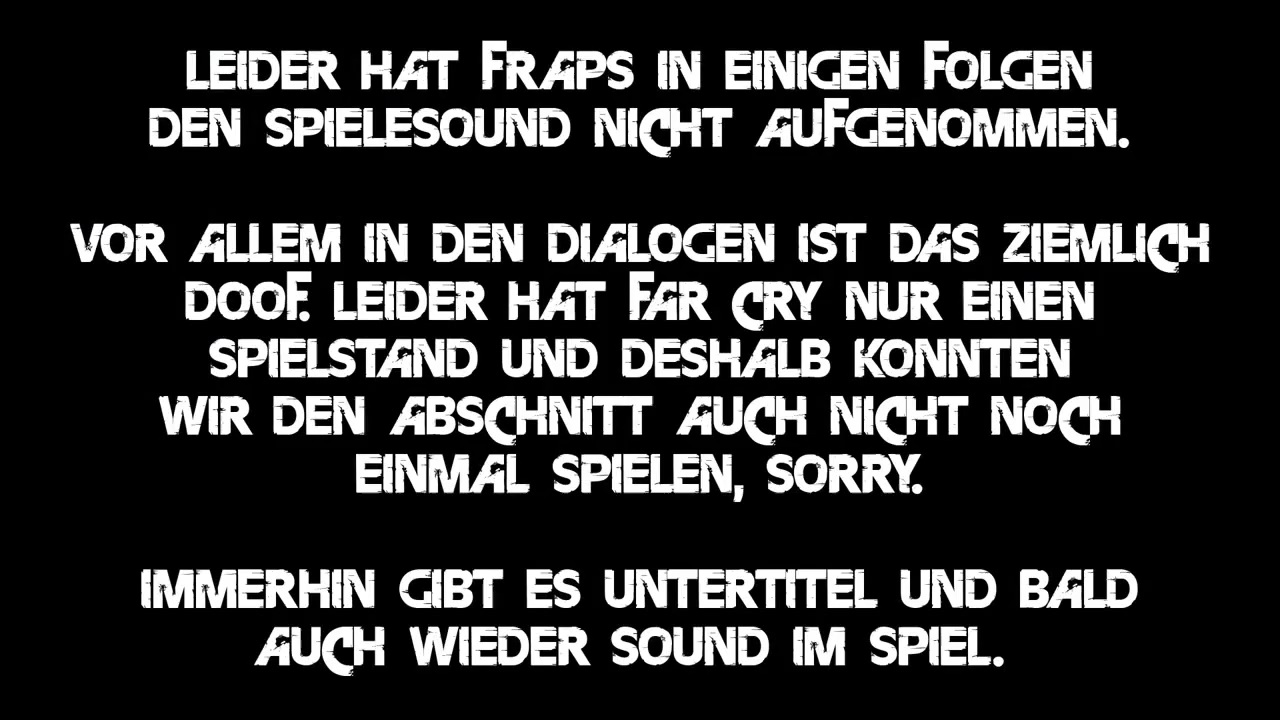 LEIDER HAT FRAPS IN EINIGEN FOLGEN
DEN SPIELESOUND NICHT AUFGENOMMEN.
VOR ALLEM IN DEN DIALOGEN IST DAS ZIEMLICH
DOOF. LEIDER HAT FAR CRY NUR EINEN
SPIELSTAND UND DESHALB KONNTEN
WIR DEN ABSCHNITT AUCH NICHT NOCH
EINMAL SPIELEN, SORRY.
IMMERHIN GIBT ES UNTERTITEL UND BALD
AUCH WIEDER SOUND IM SPIEL.